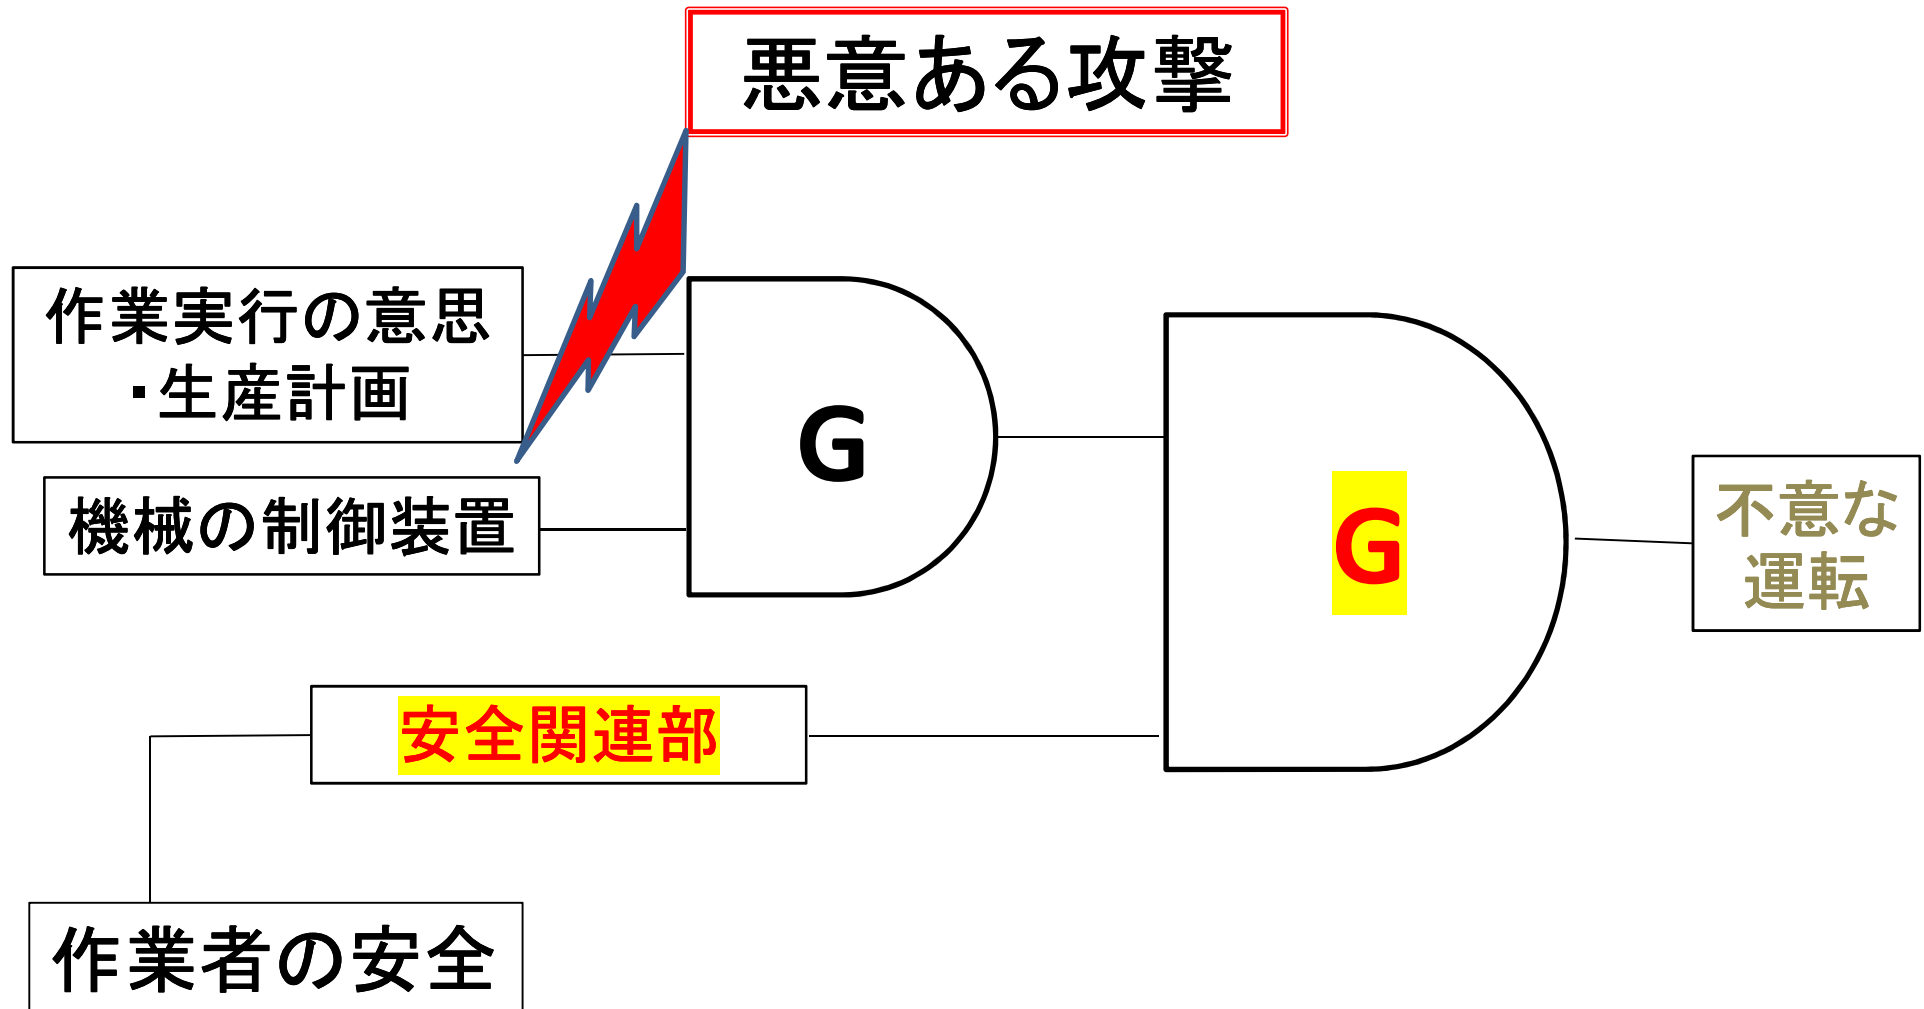 悪意ある攻撃
作業実行の意思
・生産計画
G
機械の制御装置
G
不意な
運転
安全関連部
作業者の安全